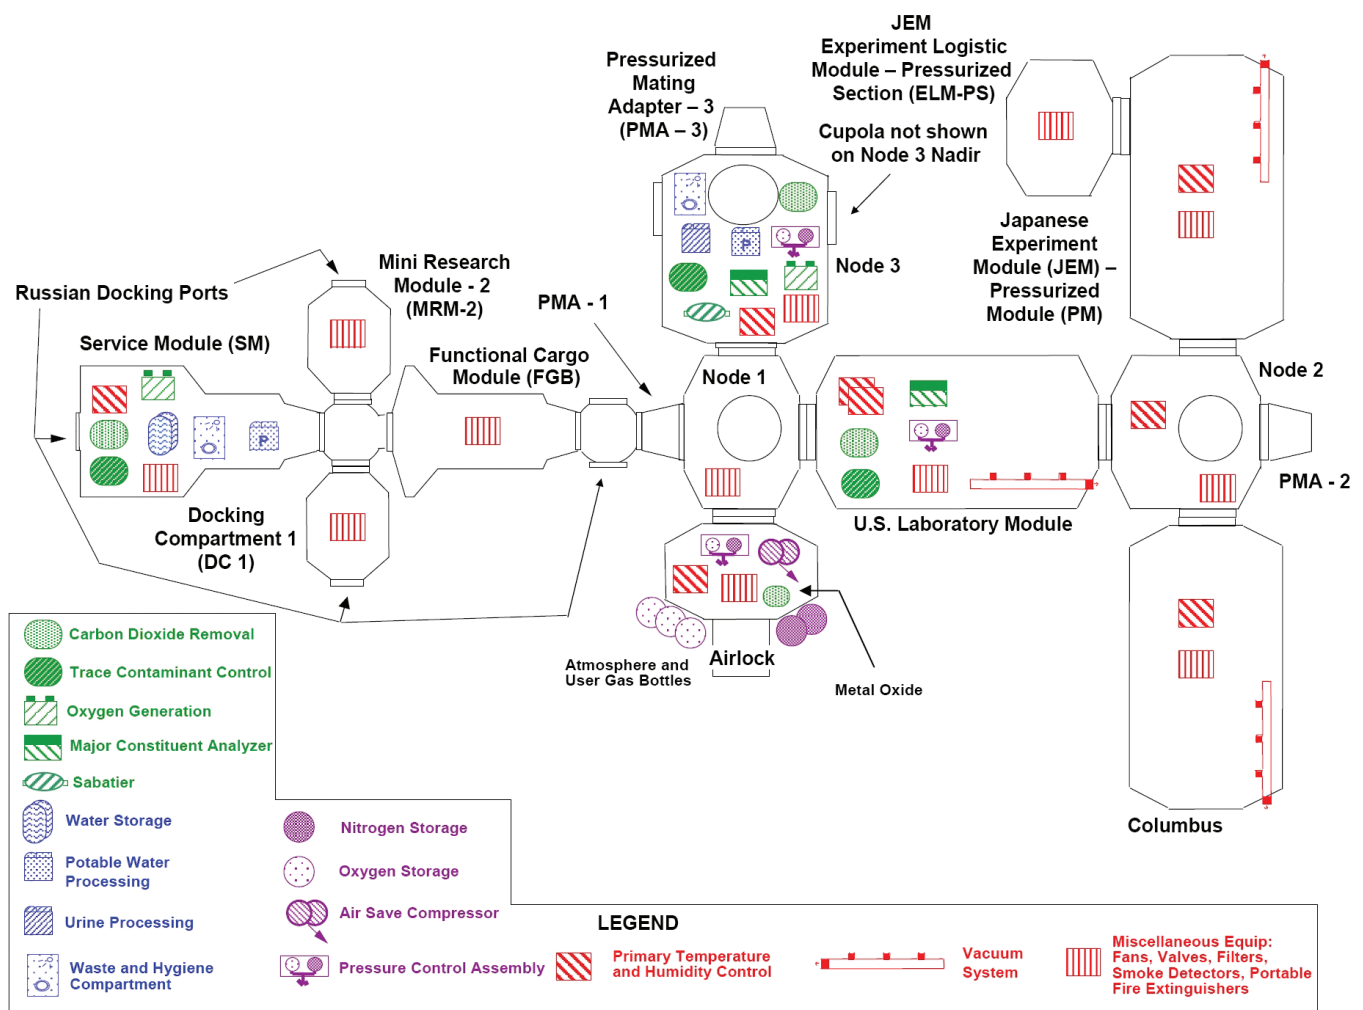 JEM
Experiment Logistic
Module – Pressurized
Section (ELM-PS)
Pressurized
Mating
Adapter – 3
(PMA – 3)
Cupola not shown
on Node 3 Nadir
Japanese
Experiment
Module (JEM) –
Pressurized
Module (PM)
Node 3
P
Mini Research
Module - 2
(MRM-2)
Russian Docking Ports
PMA - 1
Service Module (SM)
Functional Cargo
Module (FGB)
Node 1
Node 2
P
PMA - 2
Docking
Compartment 1
(DC 1)
U.S. Laboratory Module
Atmosphere and
User Gas Bottles
Airlock
Metal Oxide
Columbus
Carbon Dioxide Removal
Trace Contaminant Control
Oxygen Generation
Major Constituent Analyzer
Sabatier
Water Storage
Potable Water
Processing
Urine Processing
Waste and Hygiene
Compartment
Nitrogen Storage
Oxygen Storage
Air Save Compressor
Pressure Control Assembly
LEGEND
Primary Temperature
and Humidity Control
Vacuum
System
Miscellaneous Equip:
Fans, Valves, Filters,
Smoke Detectors, Portable
Fire Extinguishers